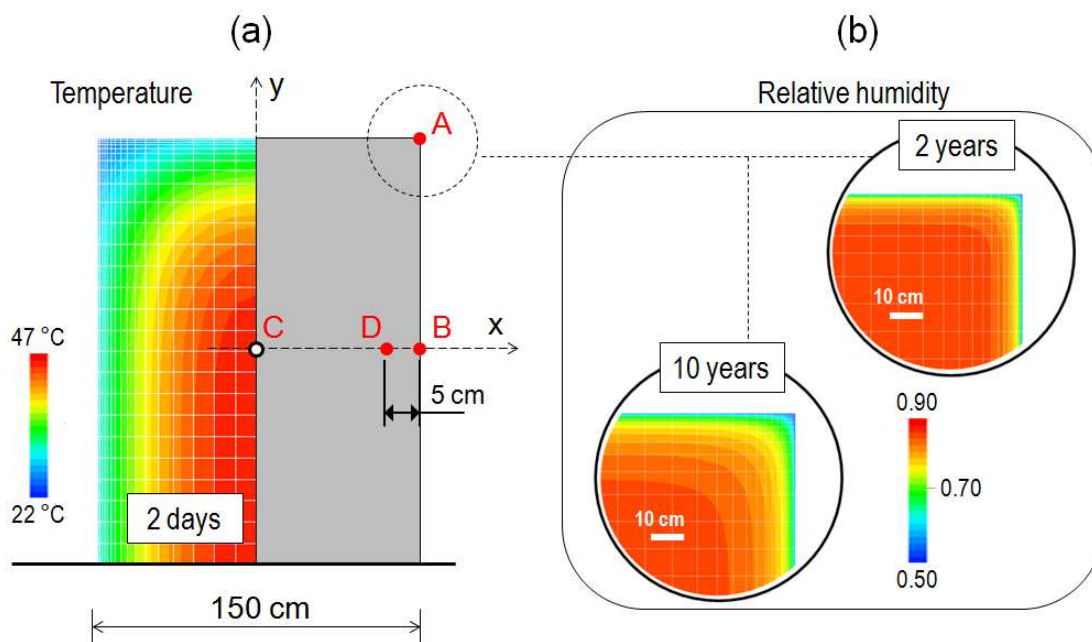 (a)
(b)
Temperature
y
A
C
D
B
x
5 cm
47 °C
22 °C
2 days
150 cm
Relative humidity
2 years
10 cm
10 years
10 cm
0.90
0.70
0.50